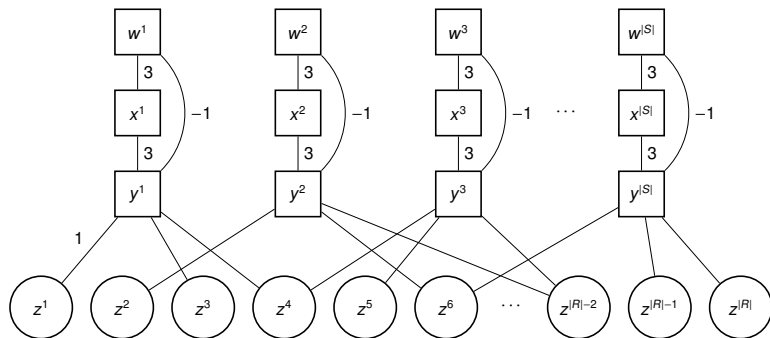 w¹ w² w³ w|S|
3 3 3 3
x¹ −1 x² −1 x³ −1 ... x|S| −1
3 3 3 3
y¹ y² y³ y|S|
1
z¹ z² z³ z⁴ z⁵ z⁶ ... z|R|−2 z|R|−1 z|R|